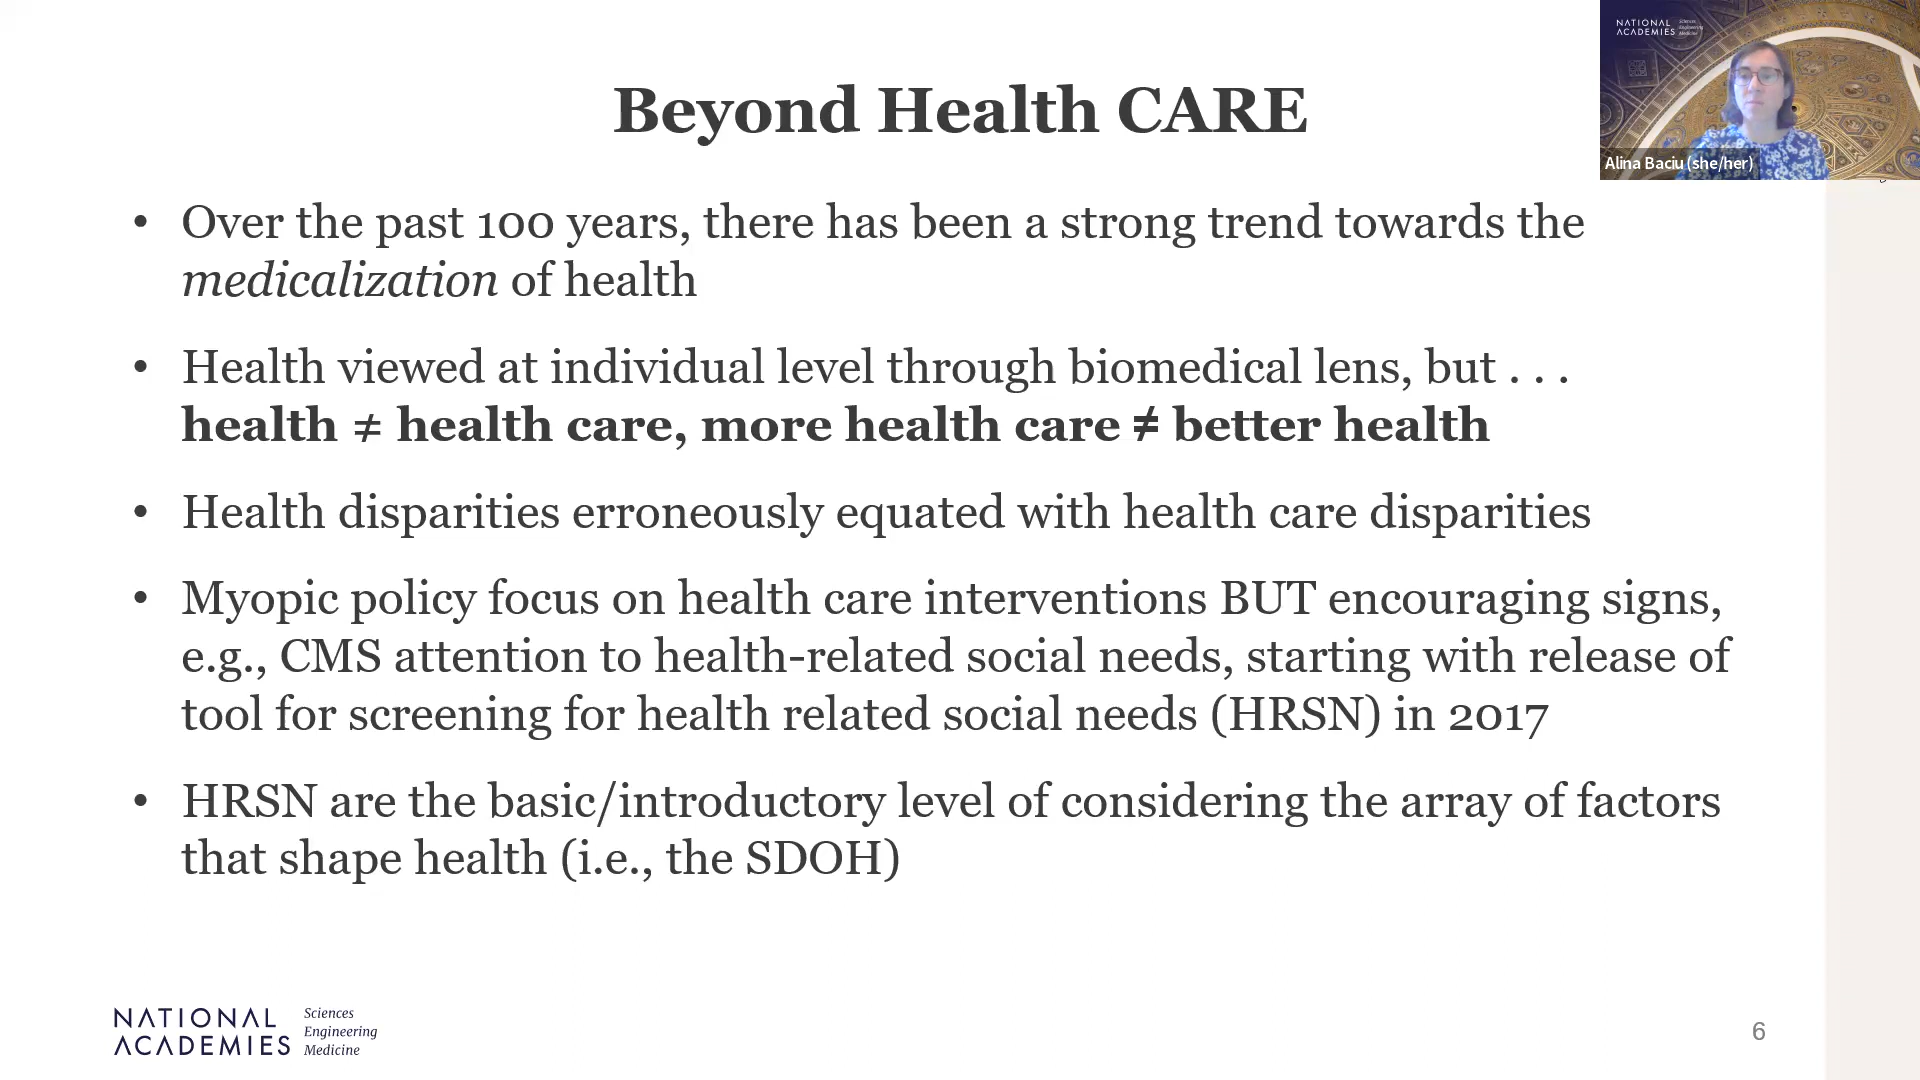 NATIONAL
ACADEMIES
Sciences
Engineering
Medicine
Alina Baciu (she/her)
Beyond Health CARE
• Over the past 100 years, there has been a strong trend towards the
medicalization of health
• Health viewed at individual level through biomedical lens, but . . .
health ≠ health care, more health care ≠ better health
• Health disparities erroneously equated with health care disparities
• Myopic policy focus on health care interventions BUT encouraging signs,
e.g., CMS attention to health-related social needs, starting with release of
tool for screening for health related social needs (HRSN) in 2017
• HRSN are the basic/introductory level of considering the array of factors
that shape health (i.e., the SDOH)
NATIONAL
ACADEMIES
Sciences
Engineering
Medicine
6